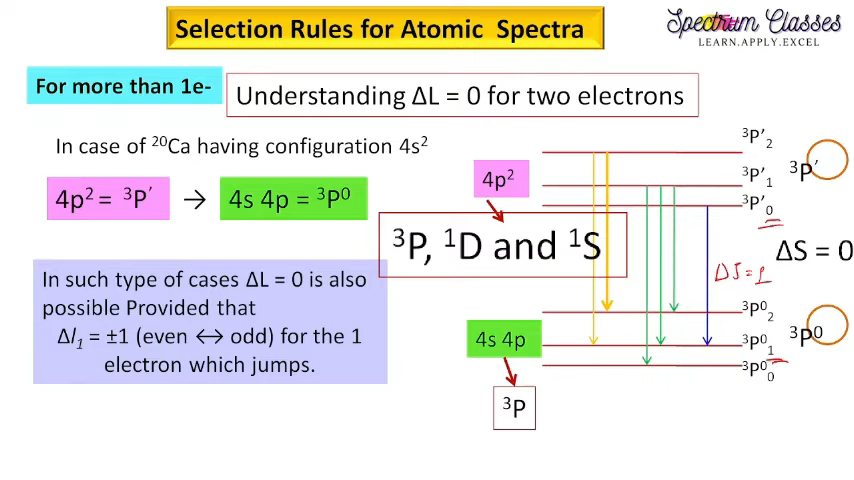 Selection Rules for Atomic Spectra
Spectrum Classes
LEARN.APPLY.EXCEL
For more than 1e-
Understanding ΔL = 0 for two electrons
In case of ²⁰Ca having configuration 4s²
4p² = ³P′ → 4s 4p = ³P⁰
In such type of cases ΔL = 0 is also
possible Provided that
Δl₁ = ±1 (even ↔ odd) for the 1
electron which jumps.
4p²
³P, ¹D and ¹S
4s 4p
³P
³P′₂
³P′₁
³P′₀
³P′
ΔS = 0
ΔJ = 1
³P⁰₂
³P⁰₁
³P⁰₀
³P⁰